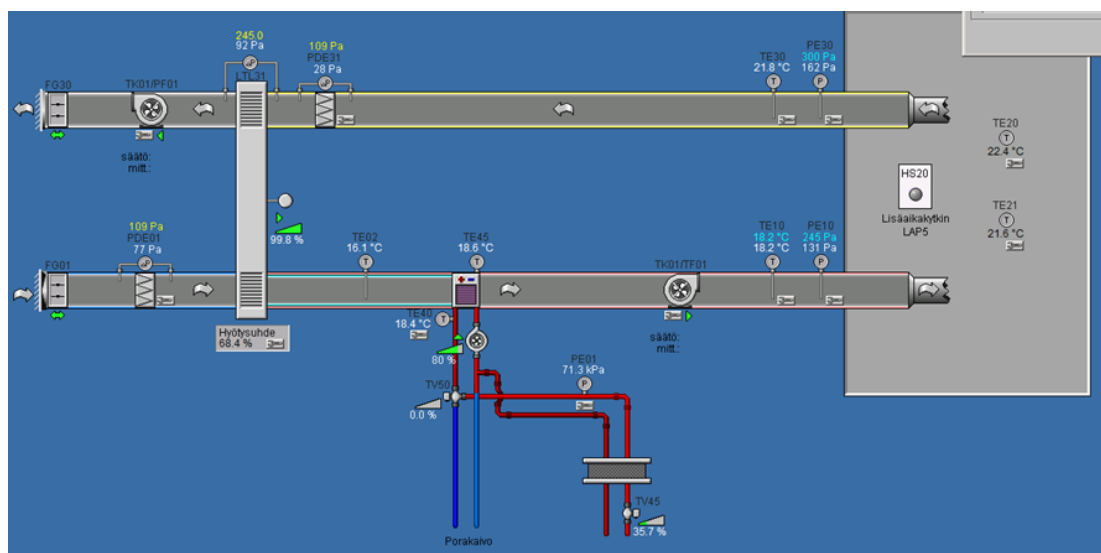 245.0
92 Pa
LTL31
109 Pa
PDE31
28 Pa
TE30
21.8 °C
PE30
300 Pa
162 Pa
FG30
TK01/PF01
säätö:
mitt.:
TE20
T
22.4 °C
HS20
Lisäaikakytkin
LAP5
TE21
T
21.6 °C
99.8 %
109 Pa
PDE01
77 Pa
FG01
TE02
16.1 °C
T
TE45
18.6 °C
T
TK01/TF01
säätö:
mitt.:
TE10
18.2 °C
18.2 °C
T
PE10
245 Pa
131 Pa
P
Hyötysuhde
68.4 %
TE40
18.4 °C
T
80 %
TV50
0.0 %
PE01
71.3 kPa
P
TV45
35.7 %
Porakaivo